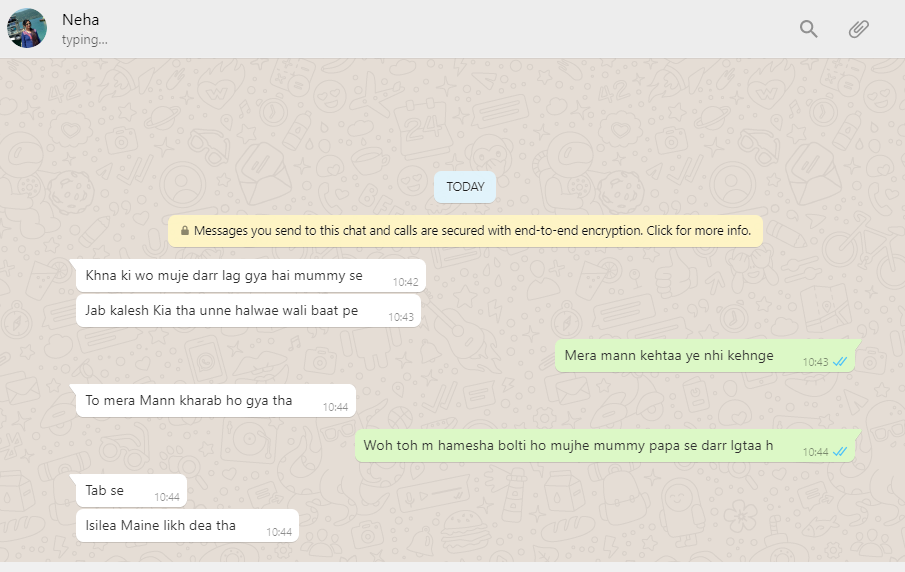 Neha
typing...
TODAY
Messages you send to this chat and calls are secured with end-to-end encryption. Click for more info.
Khna ki wo muje darr lag gya hai mummy se 10:42
Jab kalesh Kia tha unne halwae wali baat pe 10:43
Mera mann kehtaa ye nhi kehnge 10:43
To mera Mann kharab ho gya tha 10:44
Woh toh m hamesha bolti ho mujhe mummy papa se darr lgtaa h 10:44
Tab se 10:44
Isilea Maine likh dea tha 10:44